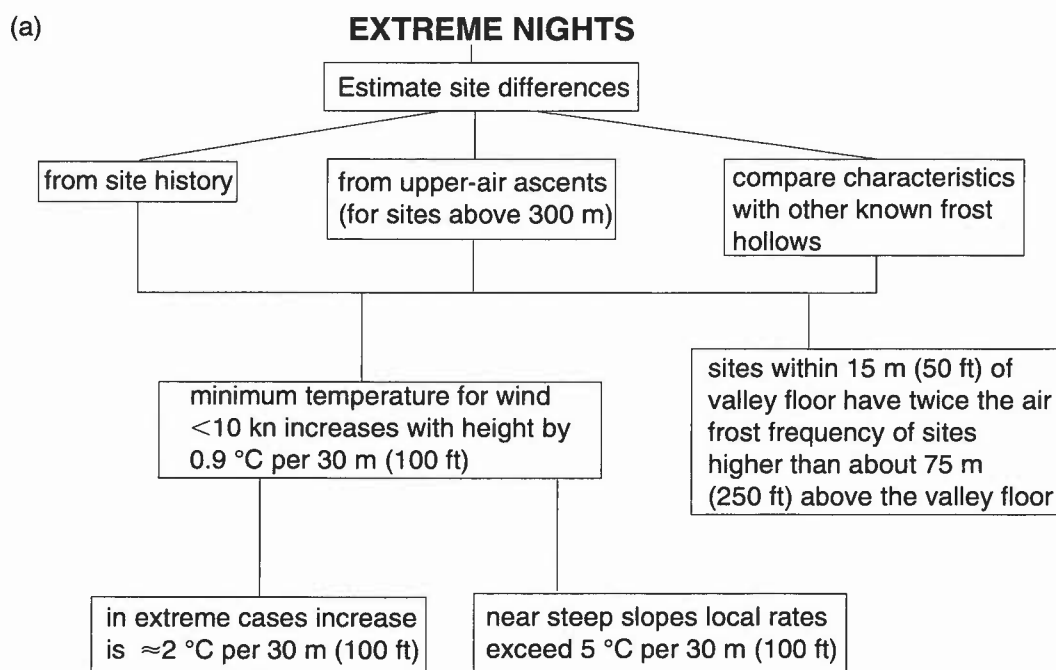 (a)
EXTREME NIGHTS
Estimate site differences
from site history
from upper-air ascents
(for sites above 300 m)
compare characteristics
with other known frost
hollows
minimum temperature for wind
<10 kn increases with height by
0.9 °C per 30 m (100 ft)
sites within 15 m (50 ft) of
valley floor have twice the air
frost frequency of sites
higher than about 75 m
(250 ft) above the valley floor
in extreme cases increase
is ≈2 °C per 30 m (100 ft)
near steep slopes local rates
exceed 5 °C per 30 m (100 ft)